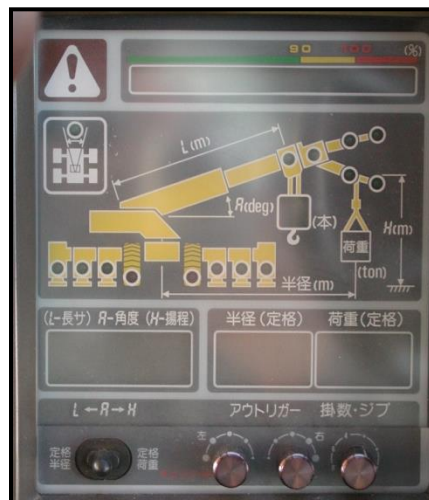 90 100 (%)
L(m)
A(deg)
(本)
荷重
H(m)
(ton)
半径(m)
(L-長サ) A-角度 (H-揚程)
半径(定格)
荷重(定格)
L←A→H
アウトリガー
掛数・ジブ
定格半径
定格荷重
左
右